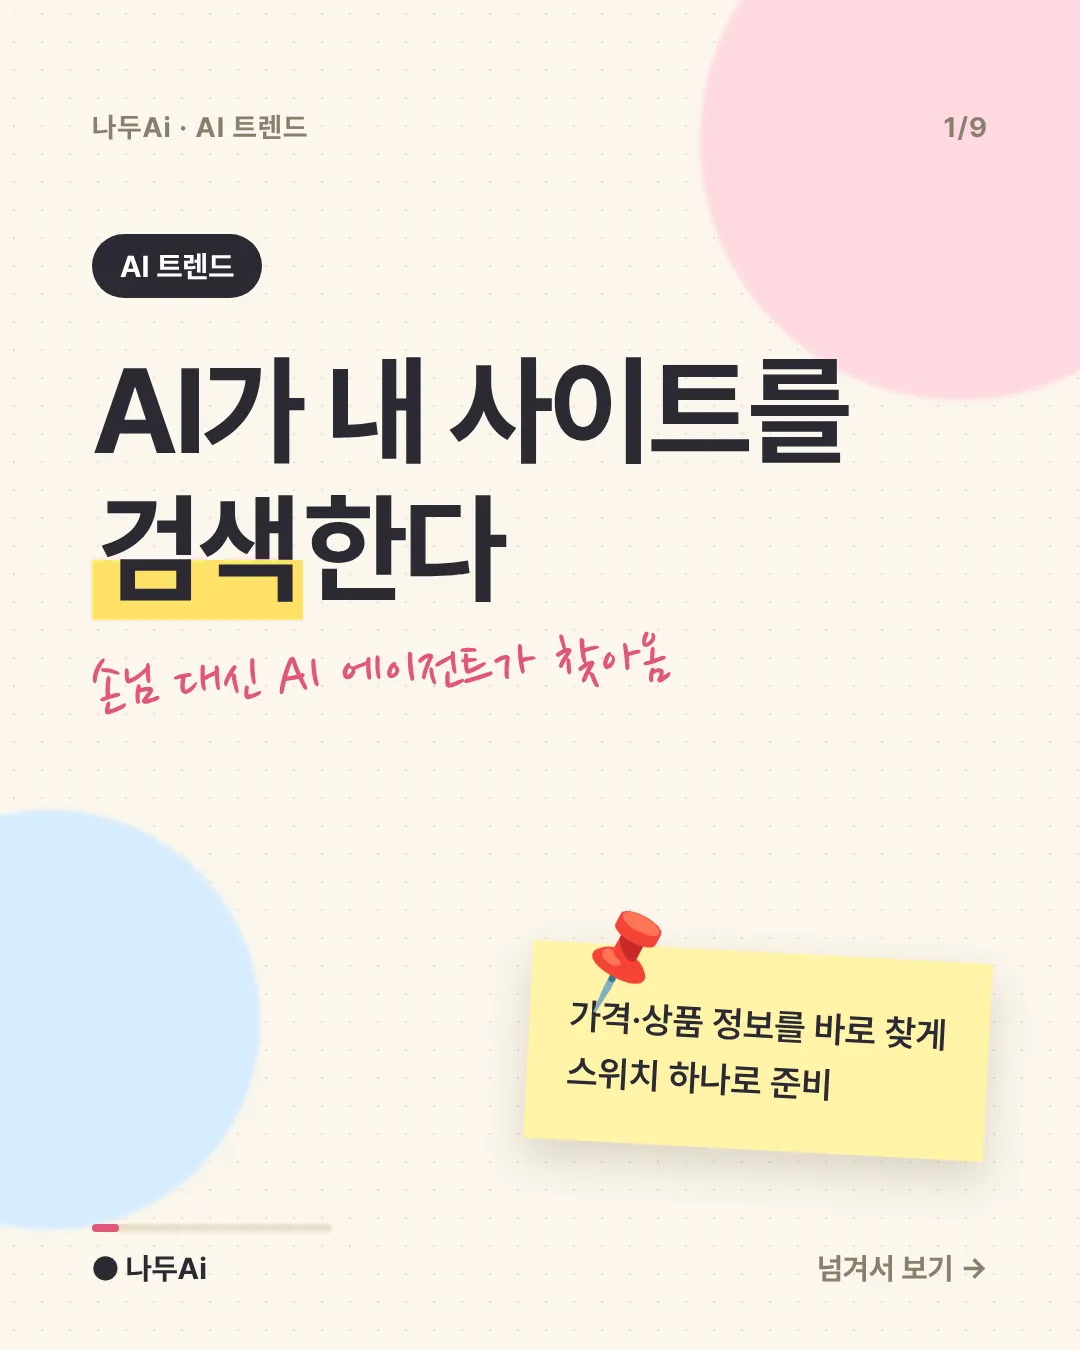 나두Ai · AI 트렌드
1/9
AI 트렌드
AI가 내 사이트를
검색한다
손님 대신 AI 에이전트가 찾아옴
가격·상품 정보를 바로 찾게
스위치 하나로 준비
나두Ai
넘겨서 보기 →